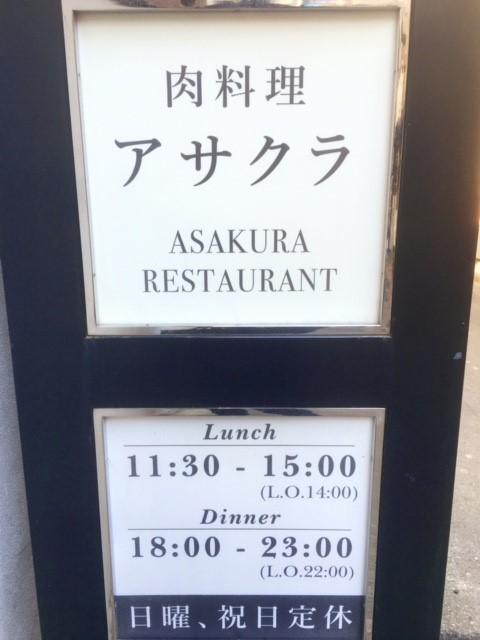 肉料理
アサクラ
ASAKURA
RESTAURANT
Lunch
11:30 - 15:00
(L.O.14:00)
Dinner
18:00 - 23:00
(L.O.22:00)
日曜、祝日定休